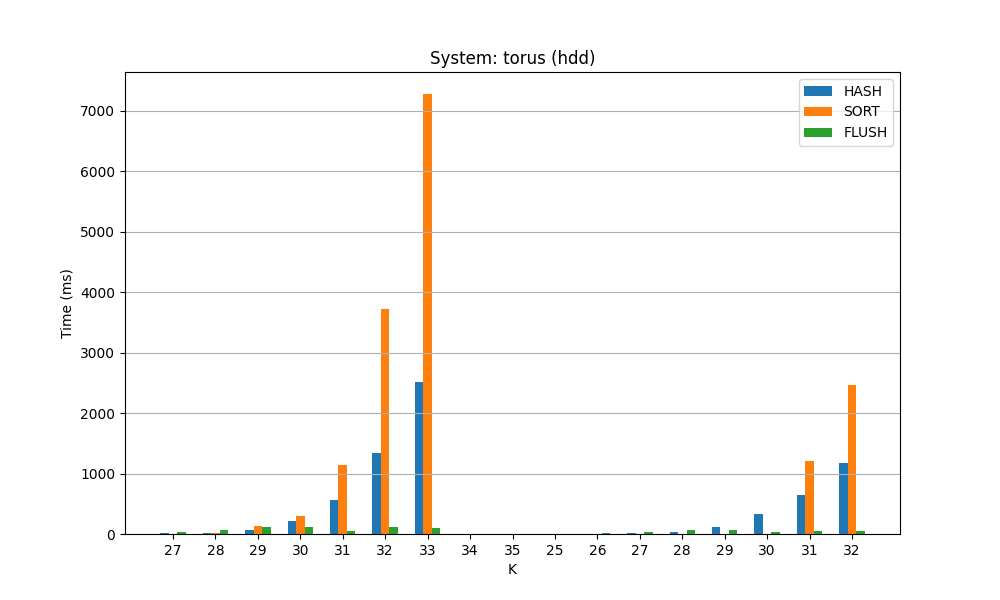 System: torus (hdd)
HASH
SORT
FLUSH
Time (ms)
7000
6000
5000
4000
3000
2000
1000
0
27 28 29 30 31 32 33 34 35 25 26 27 28 29 30 31 32
K